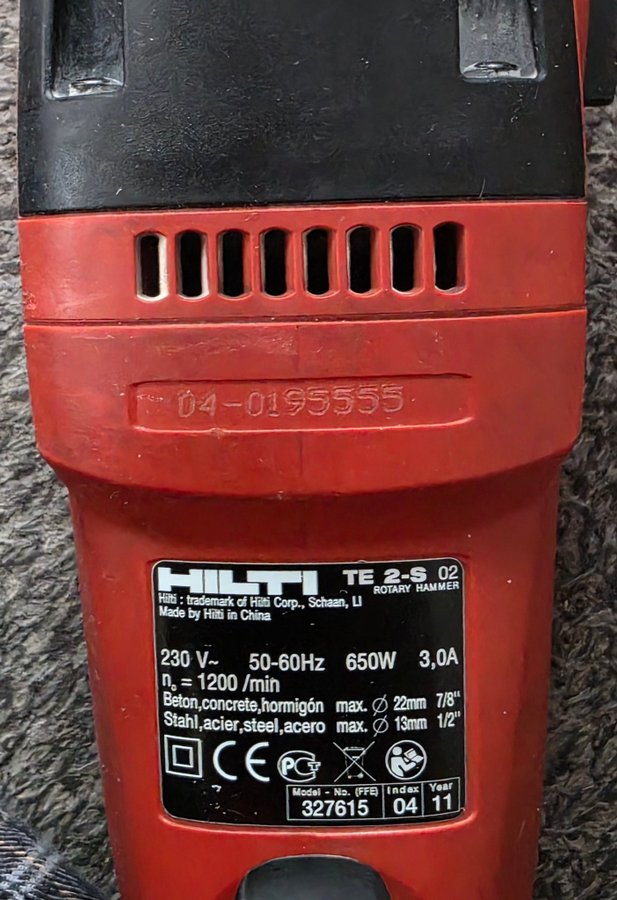 04-0195555
HILTI TE 2-S 02
ROTARY HAMMER
Hilti : trademark of Hilti Corp., Schaan, LI
Made by Hilti in China
230 V~ 50-60Hz 650W 3,0A
n₀ = 1200 /min
Beton,concrete,hormigón max. ⌀ 22mm 7/8"
Stahl,acier,steel,acero max. ⌀ 13mm 1/2"
CE PCT
Model - No. (FFE) Index Year
327615 04 11